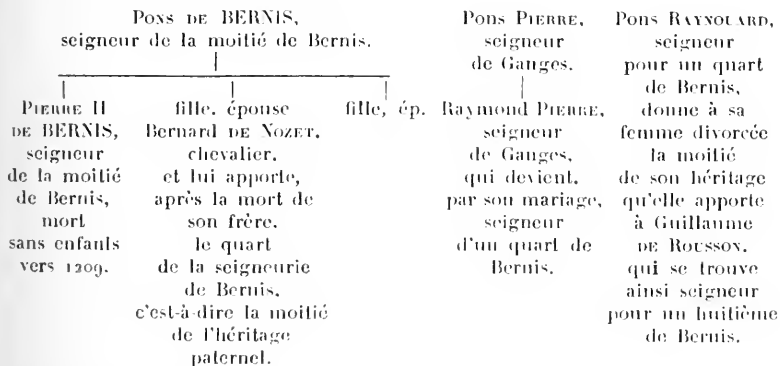 Pons de BERNIS,
seigneur de la moitié de Bernis.
Pierre II
de BERNIS,
seigneur
de la moitié
de Bernis,
mort
sans enfants
vers 1209.
fille, épouse
Bernard de Nozet,
chevalier,
et lui apporte,
après la mort de
son frère,
le quart
de la seigneurie
de Bernis,
c'est-à-dire la moitié
de l'héritage
paternel.
fille, ép.
Pons Pierre,
seigneur
de Ganges.
Raymond Pierre,
seigneur
de Ganges,
qui devient,
par son mariage,
seigneur
d'un quart de
Bernis.
Pons Raynouard,
seigneur
pour un quart
de Bernis,
donne à sa
femme divorcée
la moitié
de son héritage
qu'elle apporte
à Guillaume
de Rousson,
qui se trouve
ainsi seigneur
pour un huitième
de Bernis.